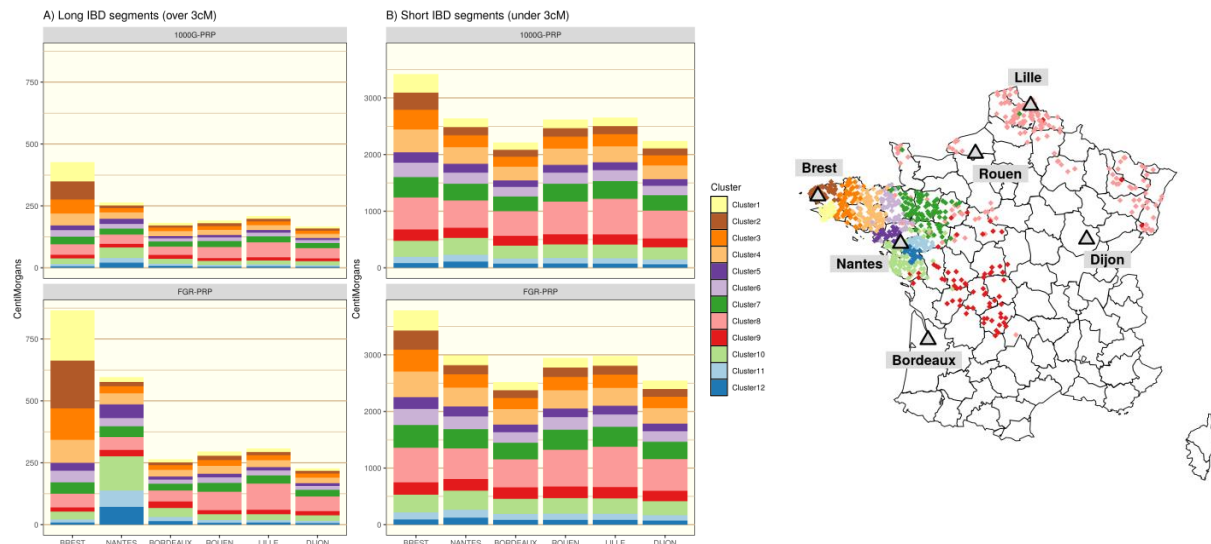 A) Long IBD segments (over 3cM)
1000G-PRP
750
500
250
0
CentiMorgans
FGR-PRP
750
500
250
0
BREST NANTES BORDEAUX ROUEN LILLE DIJON
B) Short IBD segments (under 3cM)
1000G-PRP
3000
2000
1000
0
CentiMorgans
FGR-PRP
3000
2000
1000
0
BREST NANTES BORDEAUX ROUEN LILLE DIJON
Cluster
Cluster1
Cluster2
Cluster3
Cluster4
Cluster5
Cluster6
Cluster7
Cluster8
Cluster9
Cluster10
Cluster11
Cluster12
Lille
Rouen
Brest
Nantes
Dijon
Bordeaux